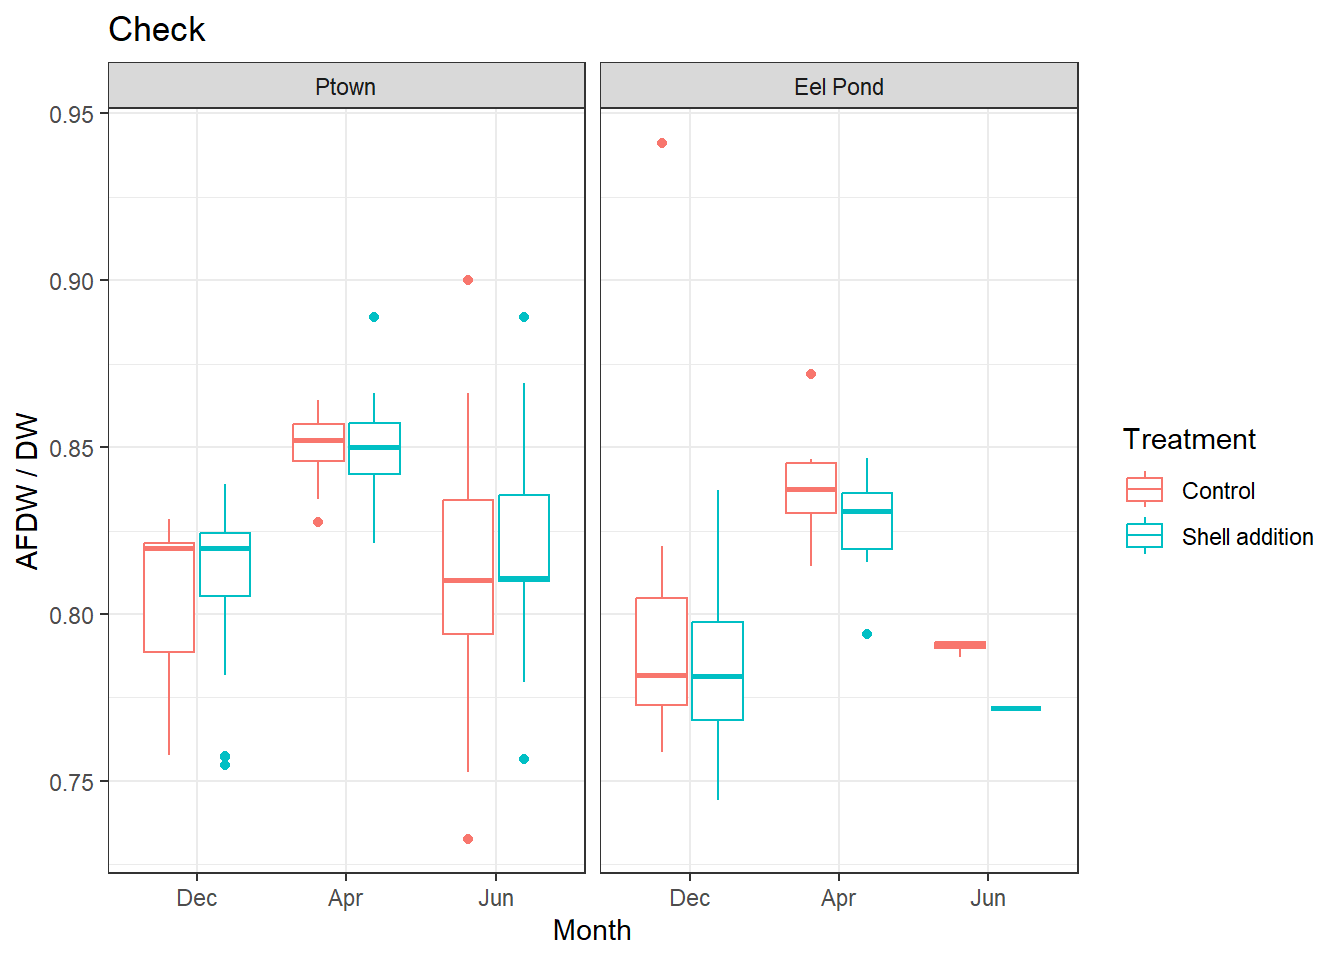 Check
Ptown
Eel Pond
0.95
0.90
0.85
0.80
0.75
AFDW / DW
Dec
Apr
Jun
Dec
Apr
Jun
Month
Treatment
Control
Shell addition